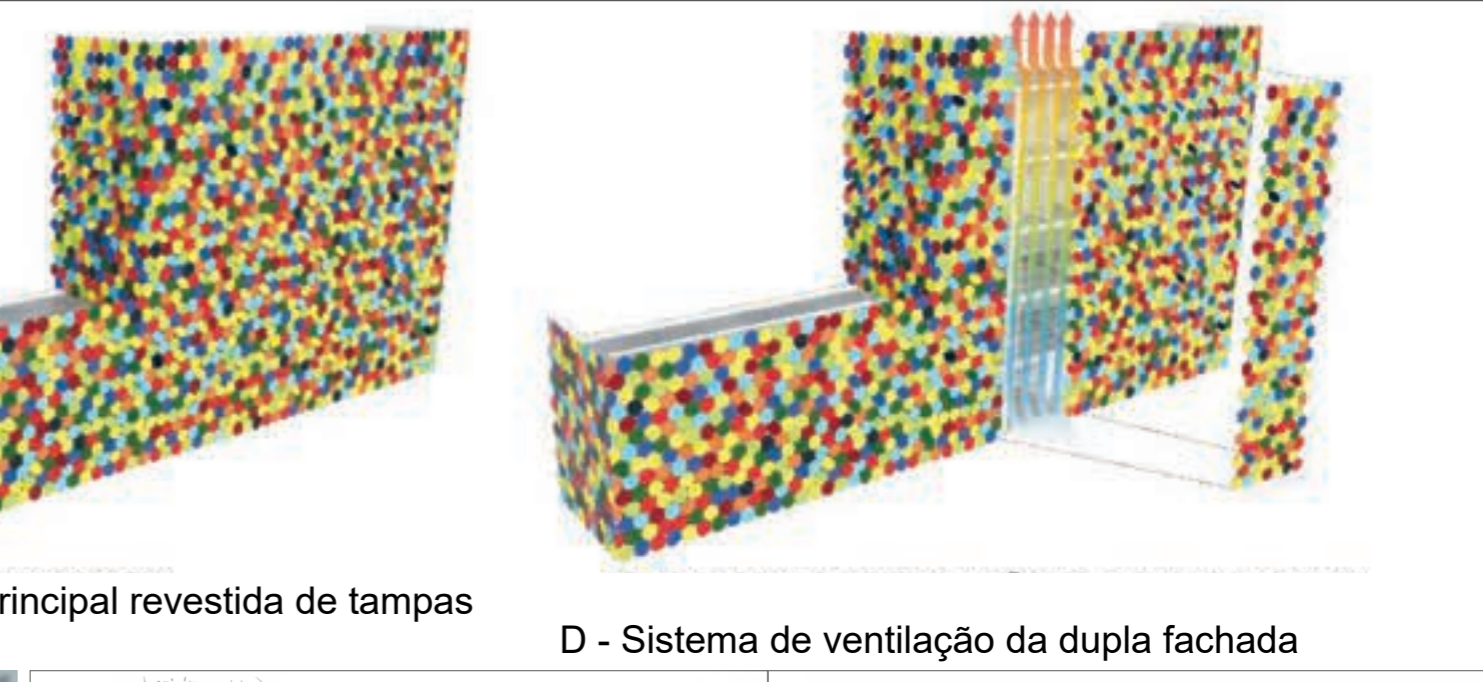 rincipal revestida de tampas
D - Sistema de ventilação da dupla fachada